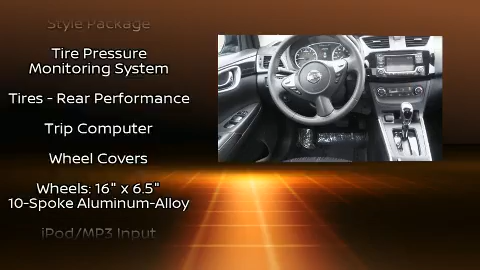 Style Package
Tire Pressure
Monitoring System
Tires - Rear Performance
Trip Computer
Wheel Covers
Wheels: 16" x 6.5"
10-Spoke Aluminum-Alloy
iPod/MP3 Input